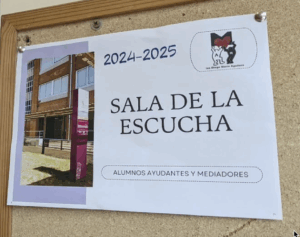 2024-2025
SALA DE LA
ESCUCHA
ALUMNOS AYUDANTES Y MEDIADORES